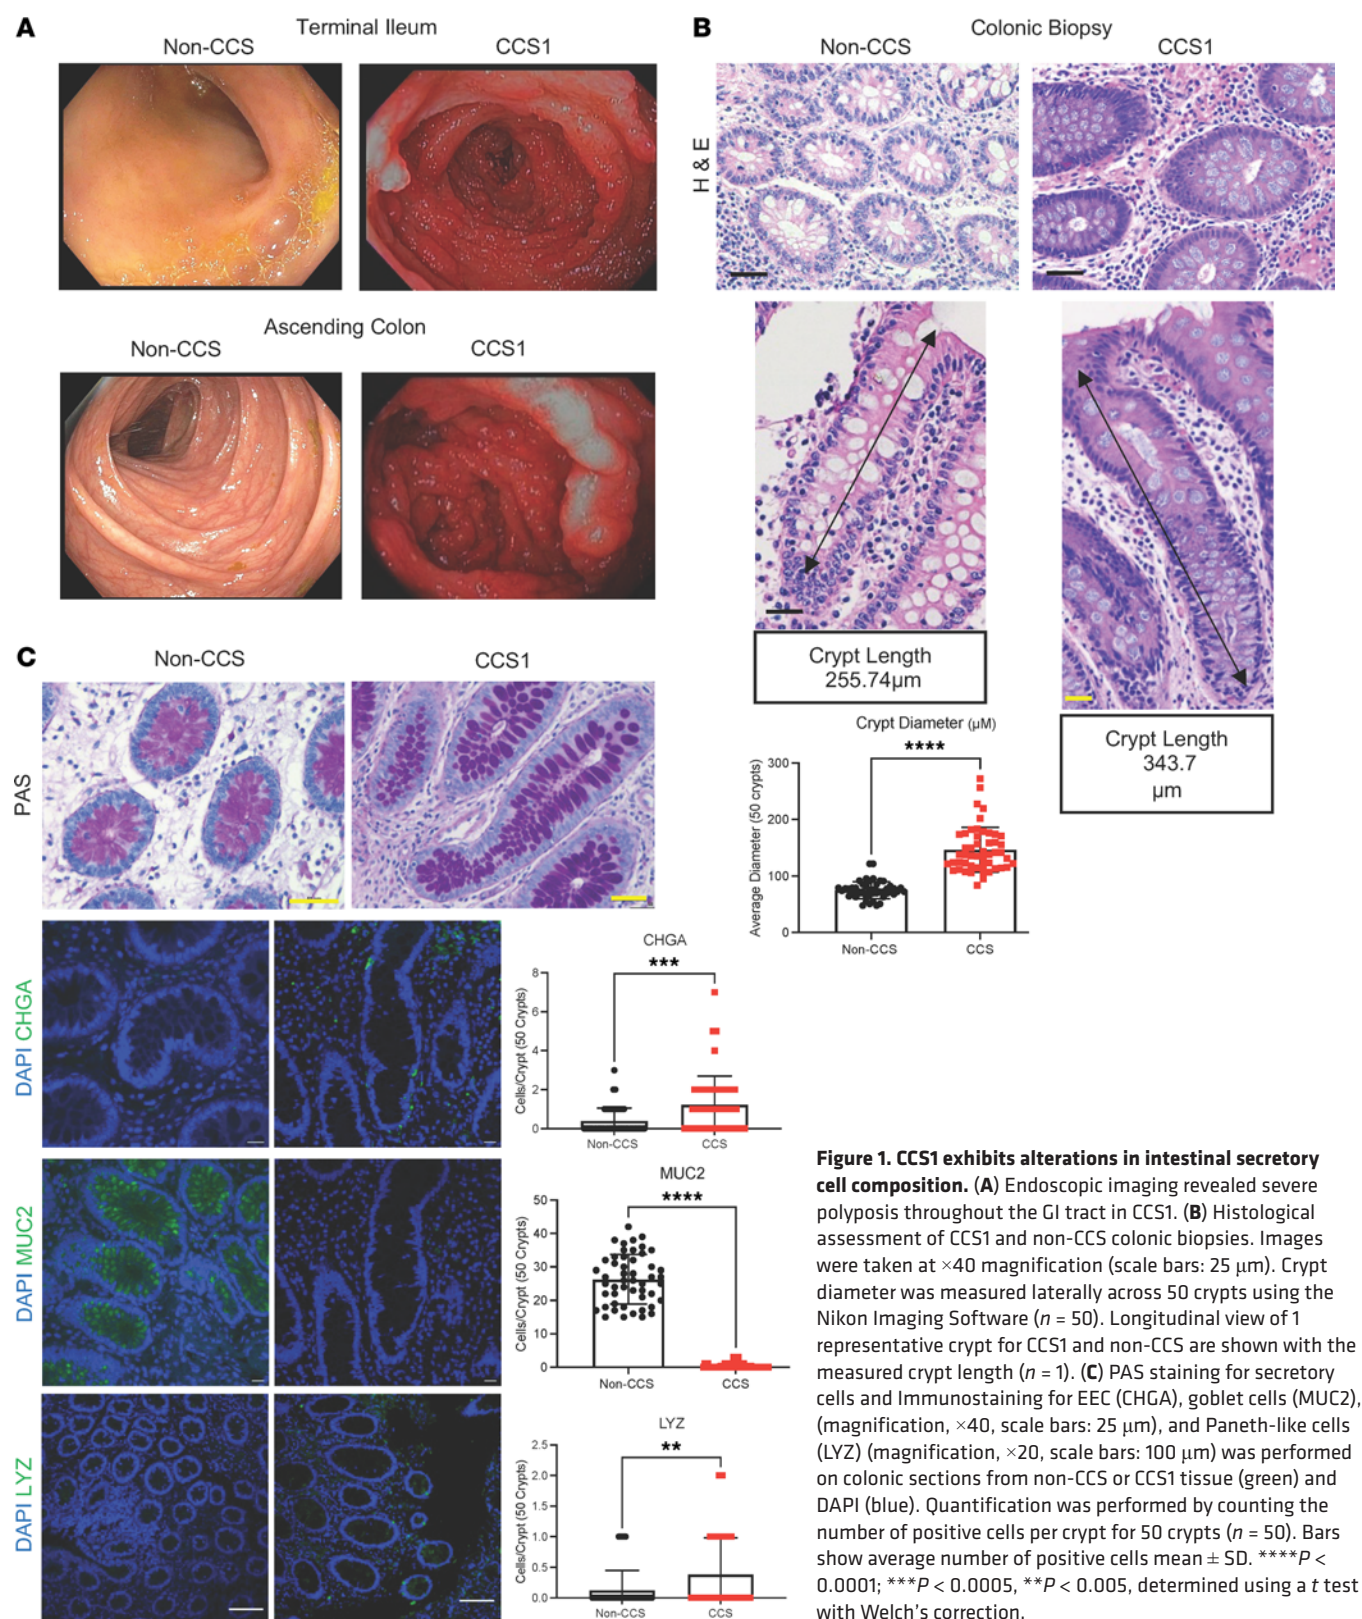 A
Terminal Ileum
Non-CCS
CCS1
Ascending Colon
Non-CCS
CCS1
B
Colonic Biopsy
Non-CCS
CCS1
H & E
Crypt Length
255.74µm
Crypt Length
343.7
µm
Crypt Diameter (µM)
****
Average Diameter (50 crypts)
300
200
100
0
Non-CCS
CCS
C
Non-CCS
CCS1
PAS
DAPI CHGA
CHGA
***
Cells/Crypt (50 Crypts)
8
6
4
2
0
Non-CCS
CCS
DAPI MUC2
MUC2
****
Cells/Crypt (50 Crypts)
50
40
30
20
10
0
Non-CCS
CCS
DAPI LYZ
LYZ
**
Cells/Crypt (50 Crypts)
2.5
2.0
1.5
1.0
0.5
0.0
Non-CCS
CCS
Figure 1. CCS1 exhibits alterations in intestinal secretory
cell composition. (A) Endoscopic imaging revealed severe
polyposis throughout the GI tract in CCS1. (B) Histological
assessment of CCS1 and non-CCS colonic biopsies. Images
were taken at ×40 magnification (scale bars: 25 μm). Crypt
diameter was measured laterally across 50 crypts using the
Nikon Imaging Software (n = 50). Longitudinal view of 1
representative crypt for CCS1 and non-CCS are shown with the
measured crypt length (n = 1). (C) PAS staining for secretory
cells and Immunostaining for EEC (CHGA), goblet cells (MUC2),
(magnification, ×40, scale bars: 25 μm), and Paneth-like cells
(LYZ) (magnification, ×20, scale bars: 100 μm) was performed
on colonic sections from non-CCS or CCS1 tissue (green) and
DAPI (blue). Quantification was performed by counting the
number of positive cells per crypt for 50 crypts (n = 50). Bars
show average number of positive cells mean ± SD. ****P <
0.0001; ***P < 0.0005, **P < 0.005, determined using a t test
with Welch's correction.